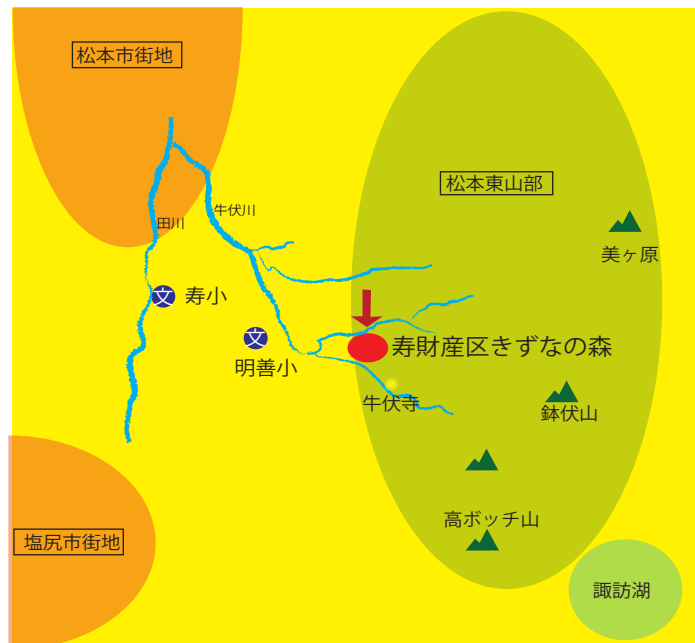 松本市街地
松本東山部
牛伏川
田川
美ヶ原
文
寿小
文
明善小
寿財産区きずなの森
牛伏寺
鉢伏山
高ボッチ山
塩尻市街地
諏訪湖